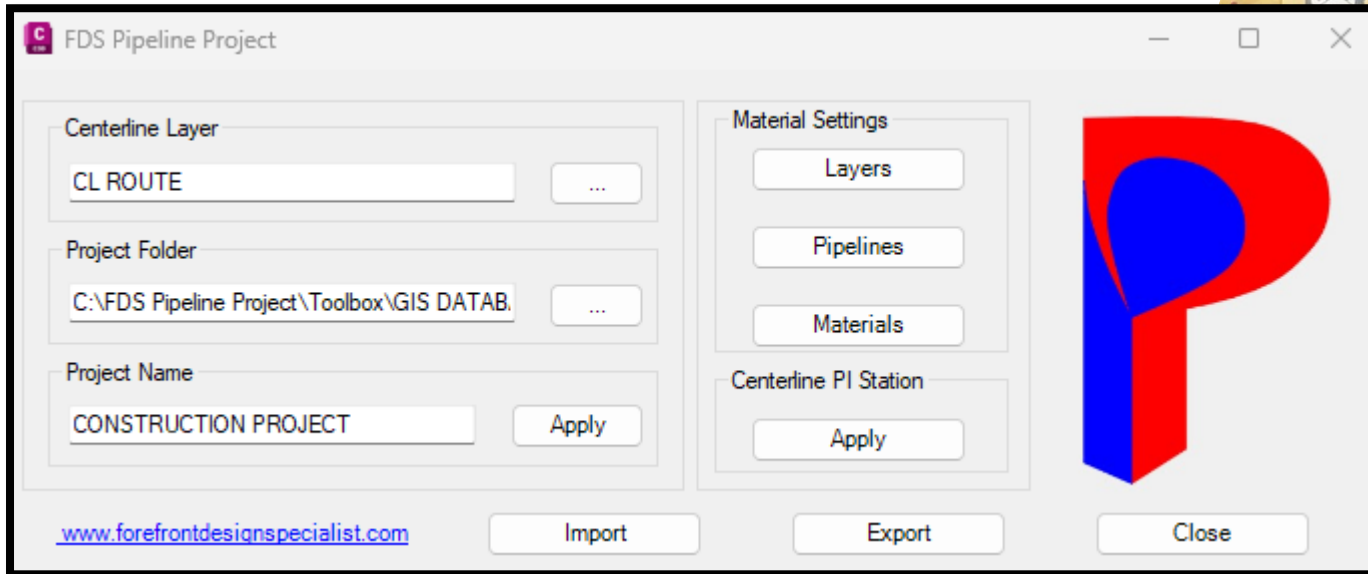 FDS Pipeline Project
Centerline Layer
CL ROUTE
...
Project Folder
C:\FDS Pipeline Project\Toolbox\GIS DATAB.
...
Project Name
CONSTRUCTION PROJECT
Apply
Material Settings
Layers
Pipelines
Materials
Centerline PI Station
Apply
www.forefrontdesignspecialist.com
Import
Export
Close